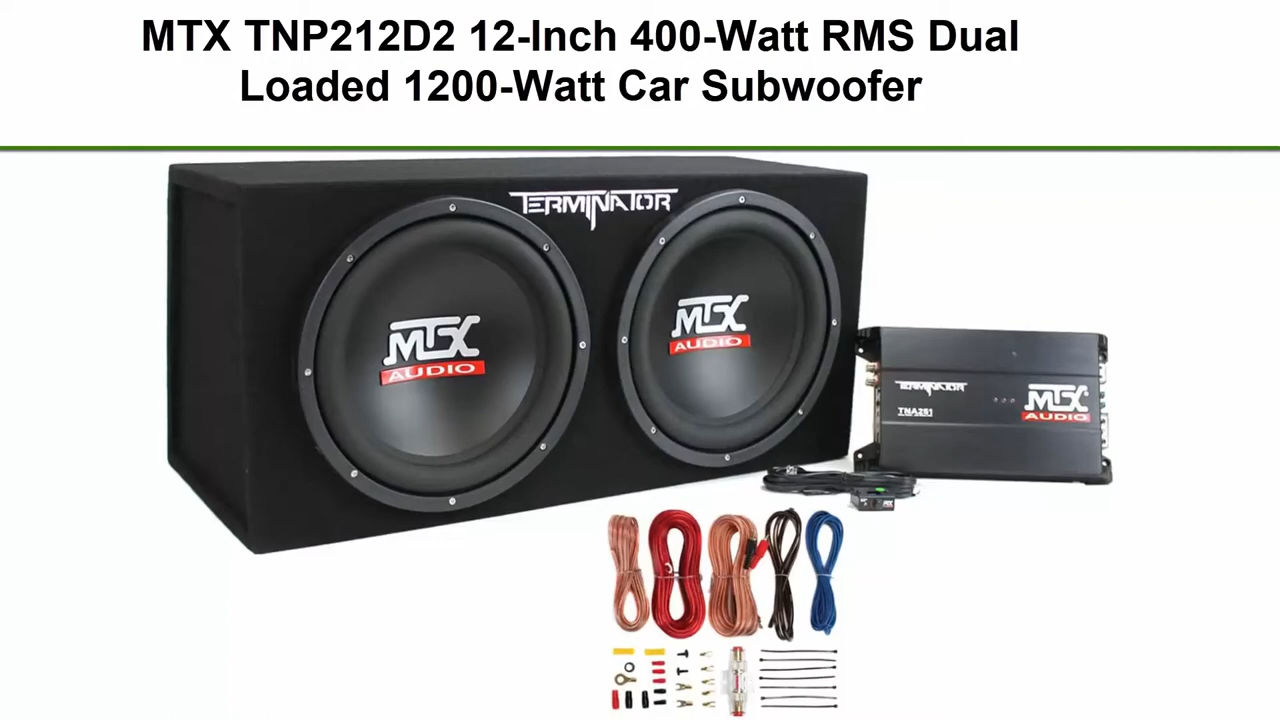 MTX TNP212D2 12-Inch 400-Watt RMS Dual
Loaded 1200-Watt Car Subwoofer
TERMINATOR
MTX
AUDIO
MTX
AUDIO
TERMINATOR
TNA251
MTX
AUDIO